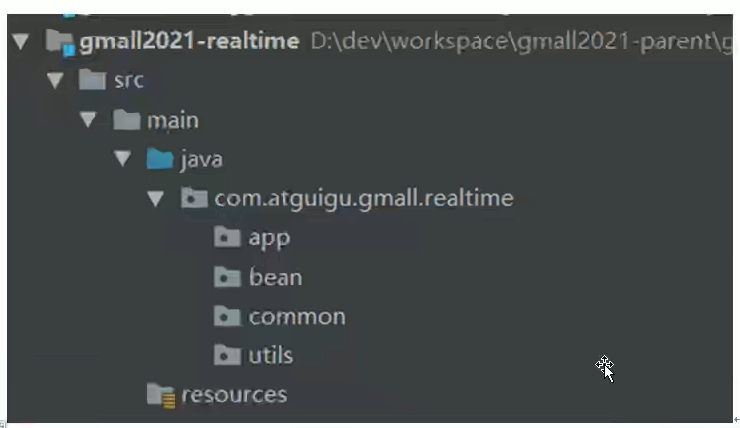 gmall2021-realtime D:\dev\workspace\gmall2021-parent\g
src
main
java
com.atguigu.gmall.realtime
app
bean
common
utils
resources